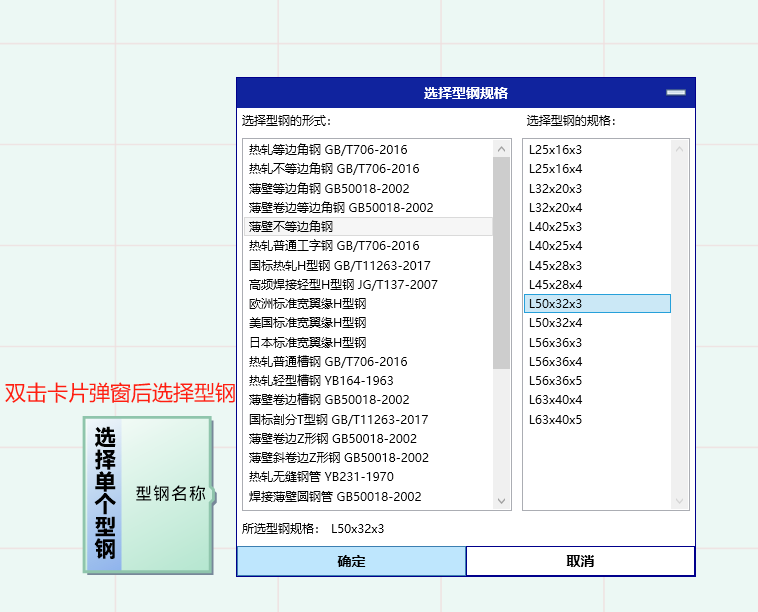 选择型钢规格
选择型钢的形式:
选择型钢的规格:
热轧等边角钢 GB/T706-2016
热轧不等边角钢 GB/T706-2016
薄壁等边角钢 GB50018-2002
薄壁卷边等边角钢 GB50018-2002
薄壁不等边角钢
热轧普通工字钢 GB/T706-2016
国标热轧H型钢 GB/T11263-2017
高频焊接轻型H型钢 JG/T137-2007
欧洲标准宽翼缘H型钢
美国标准宽翼缘H型钢
日本标准宽翼缘H型钢
热轧普通槽钢 GB/T706-2016
热轧轻型槽钢 YB164-1963
薄壁卷边槽钢 GB50018-2002
国标剖分T型钢 GB/T11263-2017
薄壁卷边Z形钢 GB50018-2002
薄壁斜卷边Z形钢 GB50018-2002
热轧无缝钢管 YB231-1970
焊接薄壁圆钢管 GB50018-2002
L25x16x3
L25x16x4
L32x20x3
L32x20x4
L40x25x3
L40x25x4
L45x28x3
L45x28x4
L50x32x3
L50x32x4
L56x36x3
L56x36x4
L56x36x5
L63x40x4
L63x40x5
所选型钢规格: L50x32x3
确定
取消
双击卡片弹窗后选择型钢
选择单个型钢
型钢名称